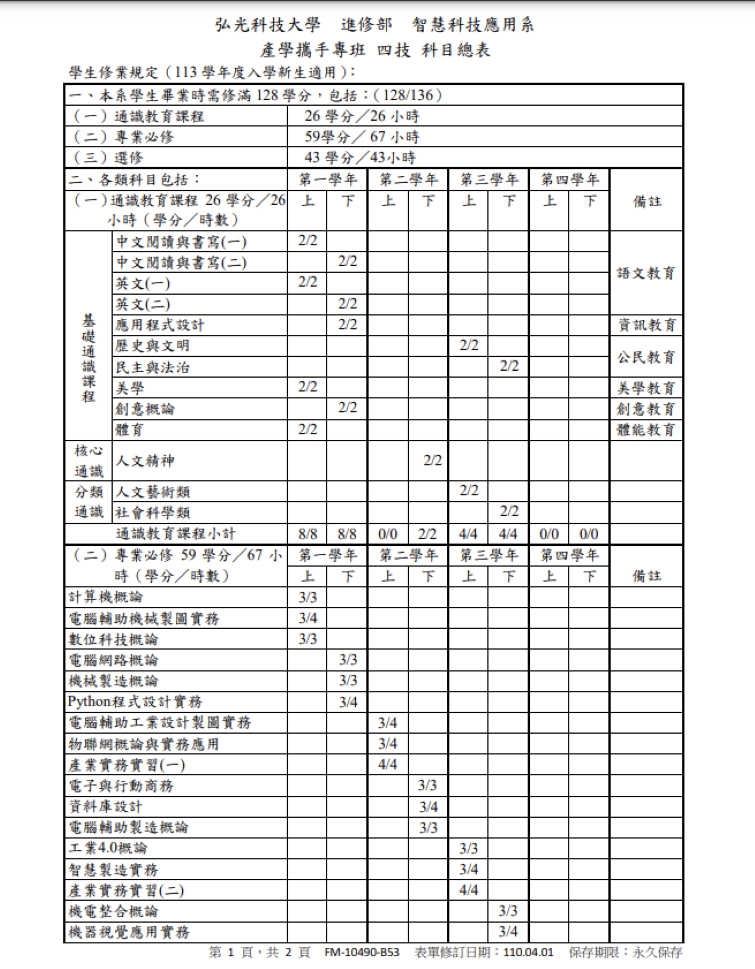 弘光科技大學 進修部 智慧科技應用系
產學攜手專班 四技 科目總表
學生修業規定(113 學年度入學新生適用):
一、本系學生畢業時需修滿 128 學分,包括:(128/136)
(一)通識教育課程 26 學分/26 小時
(二)專業必修 59學分/ 67 小時
(三)選修 43 學分/43小時
二、各類科目包括: 第一學年 第二學年 第三學年 第四學年 備註
(一)通識教育課程 26 學分/26 上 下 上 下 上 下 上 下
小時(學分/時數)
基礎通識課程
中文閱讀與書寫(一) 2/2 語文教育
中文閱讀與書寫(二) 2/2
英文(一) 2/2
英文(二) 2/2
應用程式設計 2/2 資訊教育
歷史與文明 2/2 公民教育
民主與法治 2/2
美學 2/2 美學教育
創意概論 2/2 創意教育
體育 2/2 體能教育
核心通識 人文精神 2/2
分類通識 人文藝術類 2/2
社會科學類 2/2
通識教育課程小計 8/8 8/8 0/0 2/2 4/4 4/4 0/0 0/0
(二)專業必修 59 學分/67 小 第一學年 第二學年 第三學年 第四學年 備註
時(學分/時數) 上 下 上 下 上 下 上 下
計算機概論 3/3
電腦輔助機械製圖實務 3/4
數位科技概論 3/3
電腦網路概論 3/3
機械製造概論 3/3
Python程式設計實務 3/4
電腦輔助工業設計製圖實務 3/4
物聯網概論與實務應用 3/4
產業實務實習(一) 4/4
電子與行動商務 3/3
資料庫設計 3/4
電腦輔助製造概論 3/3
工業4.0概論 3/3
智慧製造實務 3/4
產業實務實習(二) 4/4
機電整合概論 3/3
機器視覺應用實務 3/4
第 1 頁,共 2 頁 FM-10490-B53 表單修訂日期:110.04.01 保存期限:永久保存